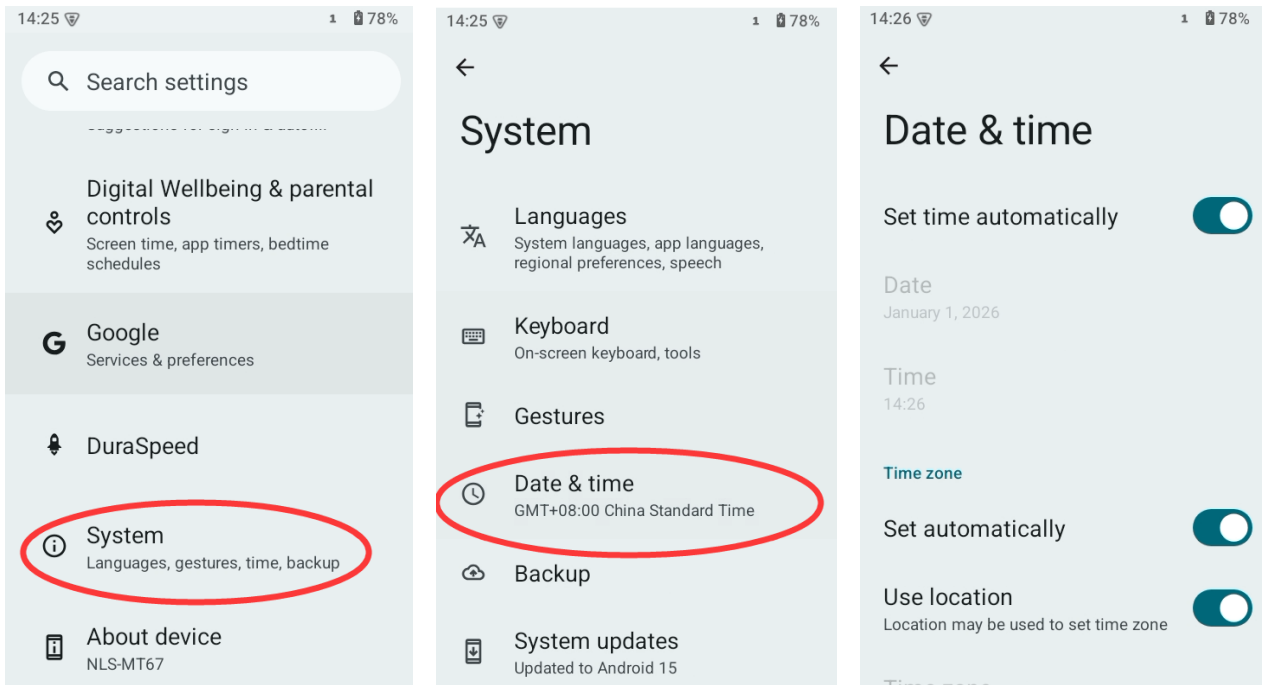 14:25
1 78%
Search settings
Digital Wellbeing & parental
controls
Screen time, app timers, bedtime
schedules
Google
Services & preferences
DuraSpeed
System
Languages, gestures, time, backup
About device
NLS-MT67
14:25
1 78%
System
Languages
System languages, app languages,
regional preferences, speech
Keyboard
On-screen keyboard, tools
Gestures
Date & time
GMT+08:00 China Standard Time
Backup
System updates
Updated to Android 15
14:26
1 78%
Date & time
Set time automatically
Date
January 1, 2026
Time
14:26
Time zone
Set automatically
Use location
Location may be used to set time zone